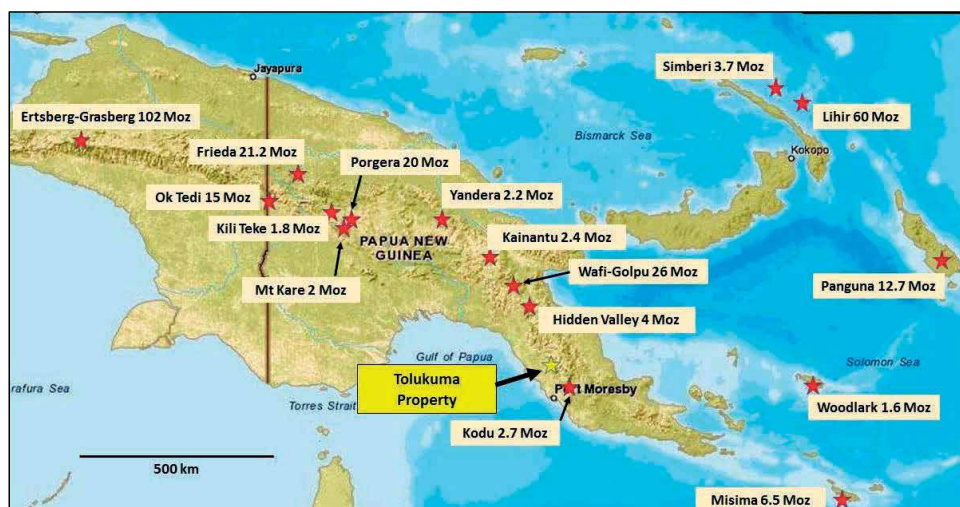 Jayapura
Simberi 3.7 Moz
Ertsberg-Grasberg 102 Moz
Lihir 60 Moz
Bismarck Sea
Kokopo
Frieda 21.2 Moz
Porgera 20 Moz
Ok Tedi 15 Moz
Yandera 2.2 Moz
Kili Teke 1.8 Moz
PAPUA NEW
GUINEA
Kainantu 2.4 Moz
Mt Kare 2 Moz
Wafi-Golpu 26 Moz
Panguna 12.7 Moz
Hidden Valley 4 Moz
Gulf of Papua
Solomon Sea
arafura Sea
Tolukuma
Property
Port Moresby
Torres Strait
Woodlark 1.6 Moz
Kodu 2.7 Moz
500 km
Misima 6.5 Moz